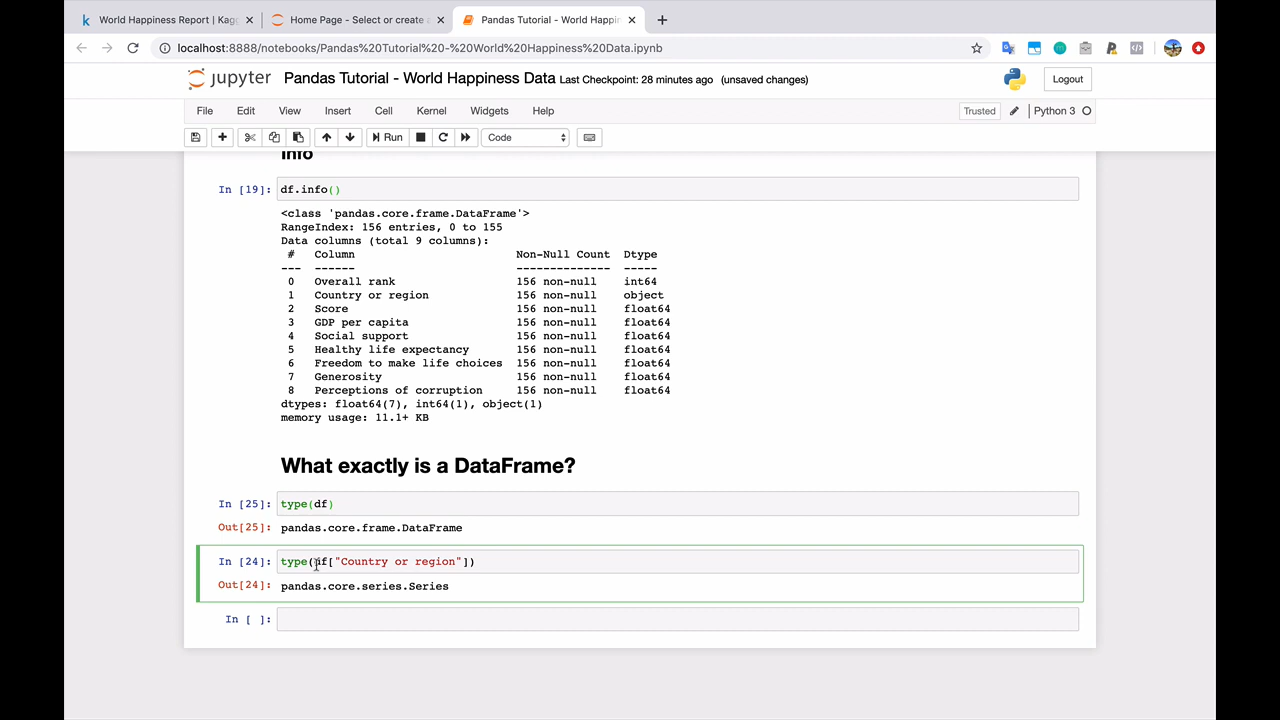 World Happiness Report | Kagg
Home Page - Select or create a
Pandas Tutorial - World Happin
localhost:8888/notebooks/Pandas%20Tutorial%20-%20World%20Happiness%20Data.ipynb
jupyter Pandas Tutorial - World Happiness Data Last Checkpoint: 28 minutes ago (unsaved changes) Logout
File Edit View Insert Cell Kernel Widgets Help Trusted Python 3
Run Code
Info
In [19]: df.info()
<class 'pandas.core.frame.DataFrame'>
RangeIndex: 156 entries, 0 to 155
Data columns (total 9 columns):
# Column Non-Null Count Dtype
--- ------ -------------- -----
0 Overall rank 156 non-null int64
1 Country or region 156 non-null object
2 Score 156 non-null float64
3 GDP per capita 156 non-null float64
4 Social support 156 non-null float64
5 Healthy life expectancy 156 non-null float64
6 Freedom to make life choices 156 non-null float64
7 Generosity 156 non-null float64
8 Perceptions of corruption 156 non-null float64
dtypes: float64(7), int64(1), object(1)
memory usage: 11.1+ KB
What exactly is a DataFrame?
In [25]: type(df)
Out[25]: pandas.core.frame.DataFrame
In [24]: type(df["Country or region"])
Out[24]: pandas.core.series.Series
In [ ]: